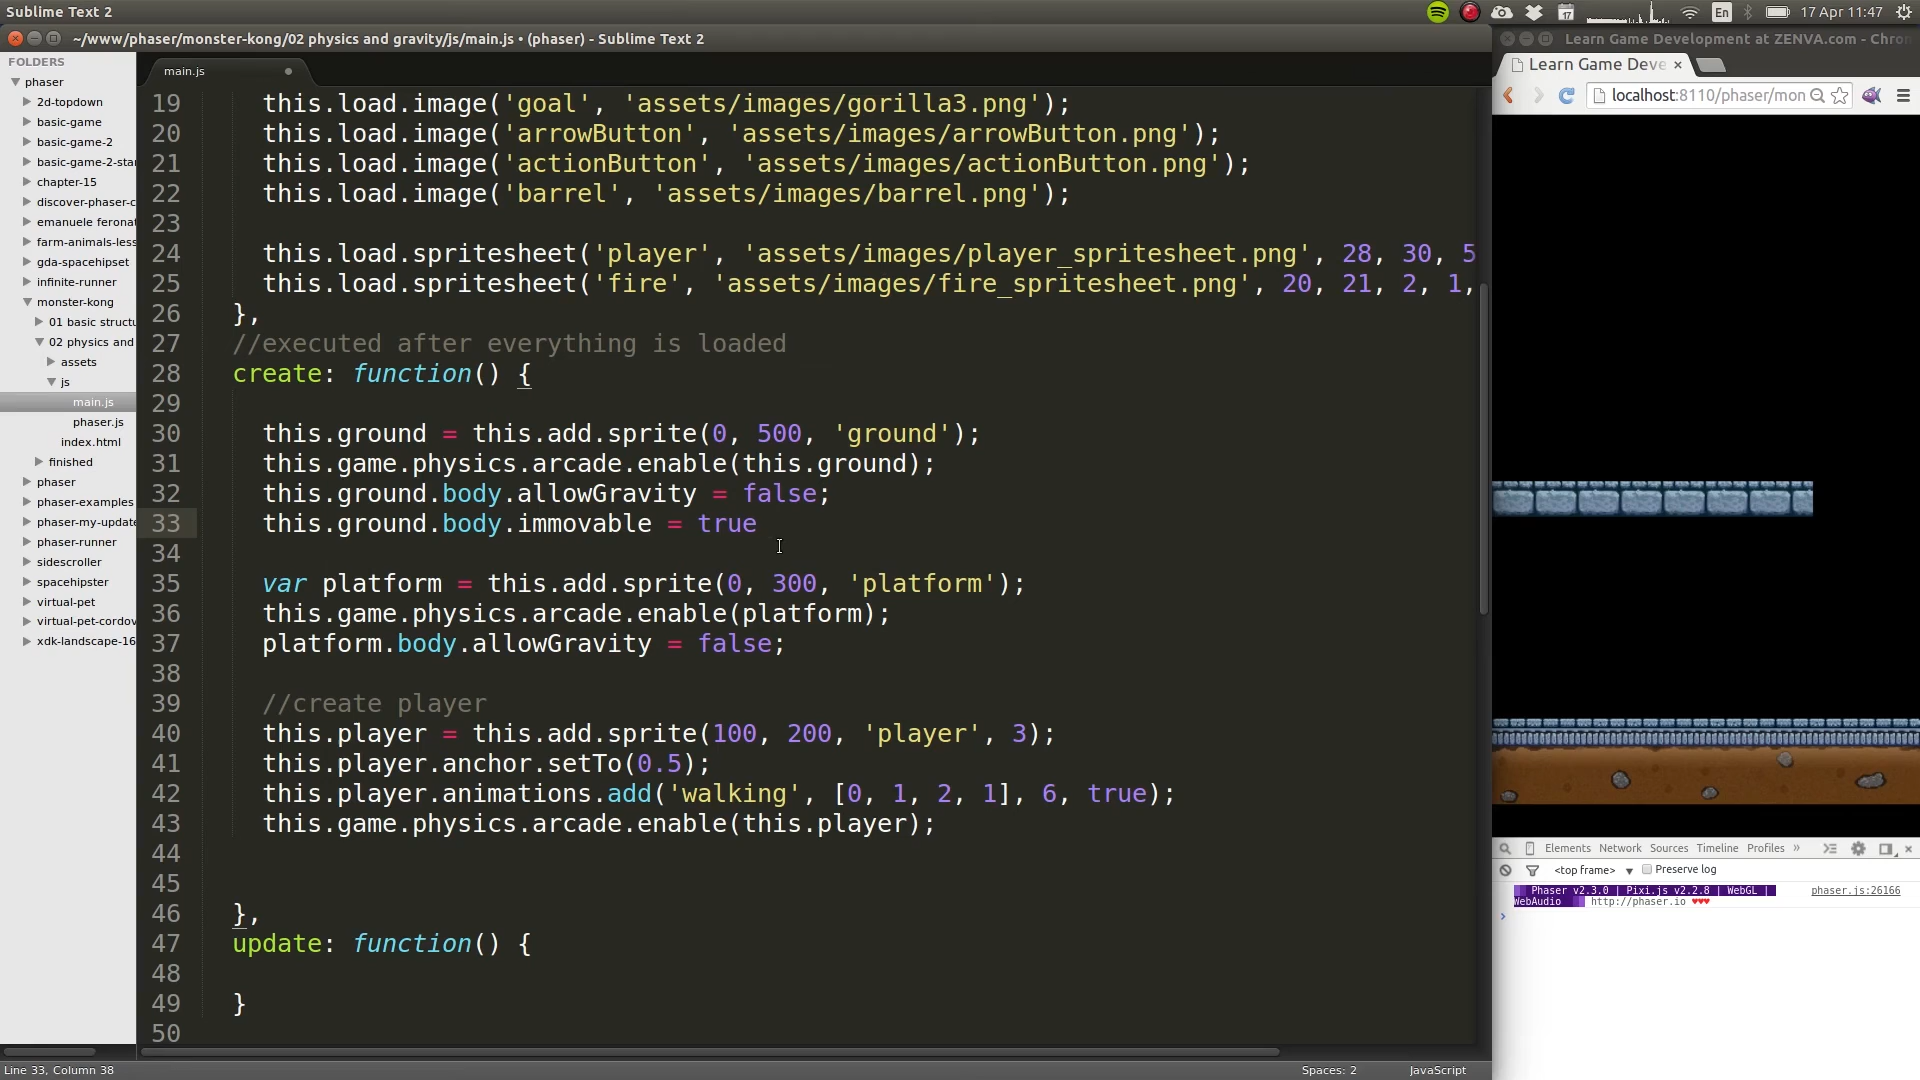 Sublime Text 2
En
17 Apr 11:47
~/www/phaser/monster-kong/02 physics and gravity/js/main.js • (phaser) - Sublime Text 2
Learn Game Development at ZENVA.com - Chro
FOLDERS
phaser
2d-topdown
basic-game
basic-game-2
basic-game-2-sta
chapter-15
discover-phaser-c
emanuele feronat
farm-animals-less
gda-spacehipset
infinite-runner
monster-kong
01 basic structu
02 physics and
assets
js
main.js
phaser.js
index.html
finished
phaser
phaser-examples
phaser-my-update
phaser-runner
sidescroller
spacehipster
virtual-pet
virtual-pet-cordov
xdk-landscape-16
main.js
19 this.load.image('goal', 'assets/images/gorilla3.png');
20 this.load.image('arrowButton', 'assets/images/arrowButton.png');
21 this.load.image('actionButton', 'assets/images/actionButton.png');
22 this.load.image('barrel', 'assets/images/barrel.png');
23
24 this.load.spritesheet('player', 'assets/images/player_spritesheet.png', 28, 30, 5
25 this.load.spritesheet('fire', 'assets/images/fire_spritesheet.png', 20, 21, 2, 1,
26 },
27 //executed after everything is loaded
28 create: function() {
29
30 this.ground = this.add.sprite(0, 500, 'ground');
31 this.game.physics.arcade.enable(this.ground);
32 this.ground.body.allowGravity = false;
33 this.ground.body.immovable = true
34
35 var platform = this.add.sprite(0, 300, 'platform');
36 this.game.physics.arcade.enable(platform);
37 platform.body.allowGravity = false;
38
39 //create player
40 this.player = this.add.sprite(100, 200, 'player', 3);
41 this.player.anchor.setTo(0.5);
42 this.player.animations.add('walking', [0, 1, 2, 1], 6, true);
43 this.game.physics.arcade.enable(this.player);
44
45
46 },
47 update: function() {
48
49 }
50
Line 33, Column 38
Spaces: 2
JavaScript
Learn Game Deve
localhost:8110/phaser/mon
Elements Network Sources Timeline Profiles »
<top frame> Preserve log
Phaser v2.3.0 | Pixi.js v2.2.8 | WebGL | phaser.js:26166
WebAudio http://phaser.io ♥♥♥